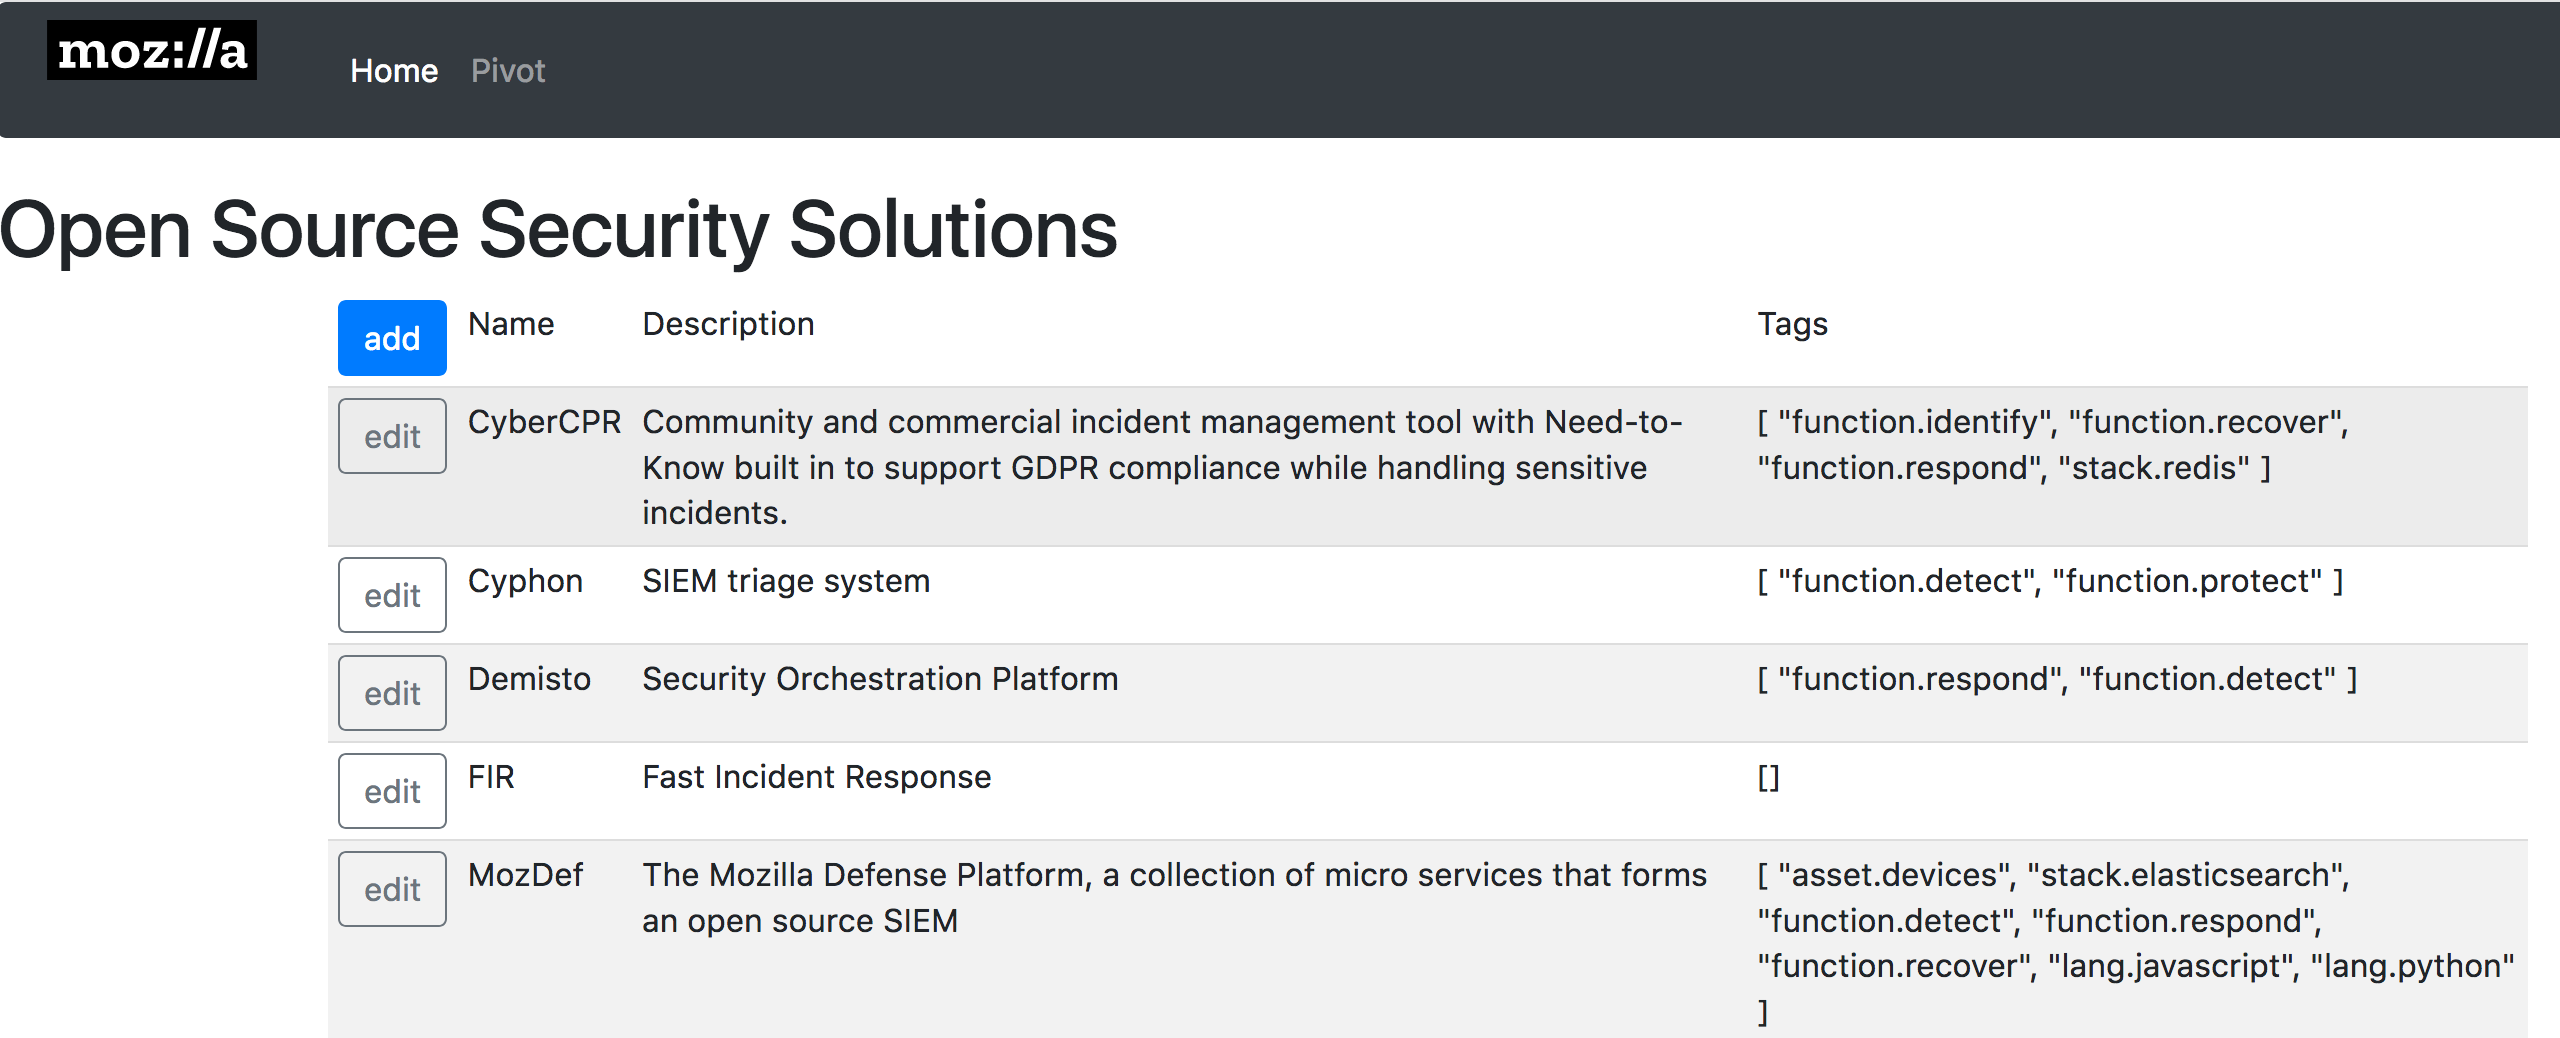 moz://a
Home Pivot
Open Source Security Solutions
add Name Description Tags
edit CyberCPR Community and commercial incident management tool with Need-to- [ "function.identify", "function.recover",
Know built in to support GDPR compliance while handling sensitive "function.respond", "stack.redis" ]
incidents.
edit Cyphon SIEM triage system [ "function.detect", "function.protect" ]
edit Demisto Security Orchestration Platform [ "function.respond", "function.detect" ]
edit FIR Fast Incident Response []
edit MozDef The Mozilla Defense Platform, a collection of micro services that forms [ "asset.devices", "stack.elasticsearch",
an open source SIEM "function.detect", "function.respond",
"function.recover", "lang.javascript", "lang.python"
]